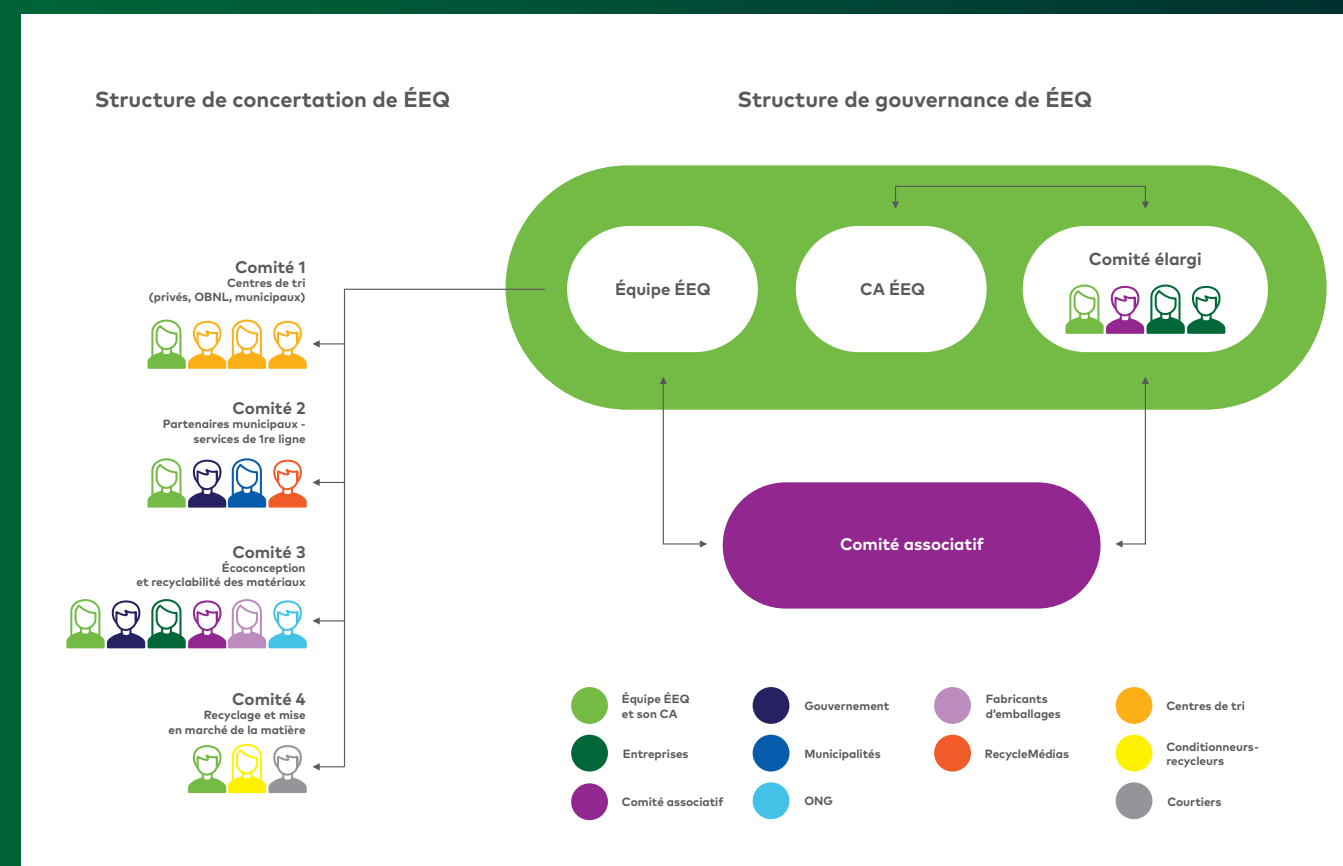 Structure de concertation de ÉEQ
Structure de gouvernance de ÉEQ
Comité 1
Centres de tri
(privés, OBNL, municipaux)
Comité 2
Partenaires municipaux -
services de 1re ligne
Comité 3
Écoconception
et recyclabilité des matériaux
Comité 4
Recyclage et mise
en marché de la matière
Équipe ÉEQ
CA ÉEQ
Comité élargi
Comité associatif
Équipe ÉEQ
et son CA
Gouvernement
Fabricants
d'emballages
Centres de tri
Entreprises
Municipalités
RecycleMédias
Conditionneurs-
recycleurs
Comité associatif
ONG
Courtiers